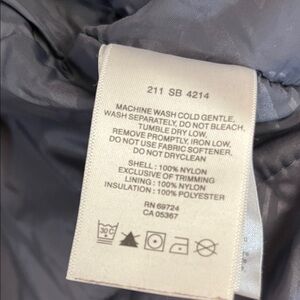 211 SB 4214
MACHINE WASH COLD GENTLE,
WASH SEPARATELY, DO NOT BLEACH,
TUMBLE DRY LOW,
REMOVE PROMPTLY, IRON LOW,
DO NOT USE FABRIC SOFTENER.
DO NOT DRYCLEAN
SHELL : 100% NYLON
EXCLUSIVE OF TRIMMING
LINING : 100% NYLON
INSULATION : 100% POLYESTER
RN 69724
CA 05367
30°C